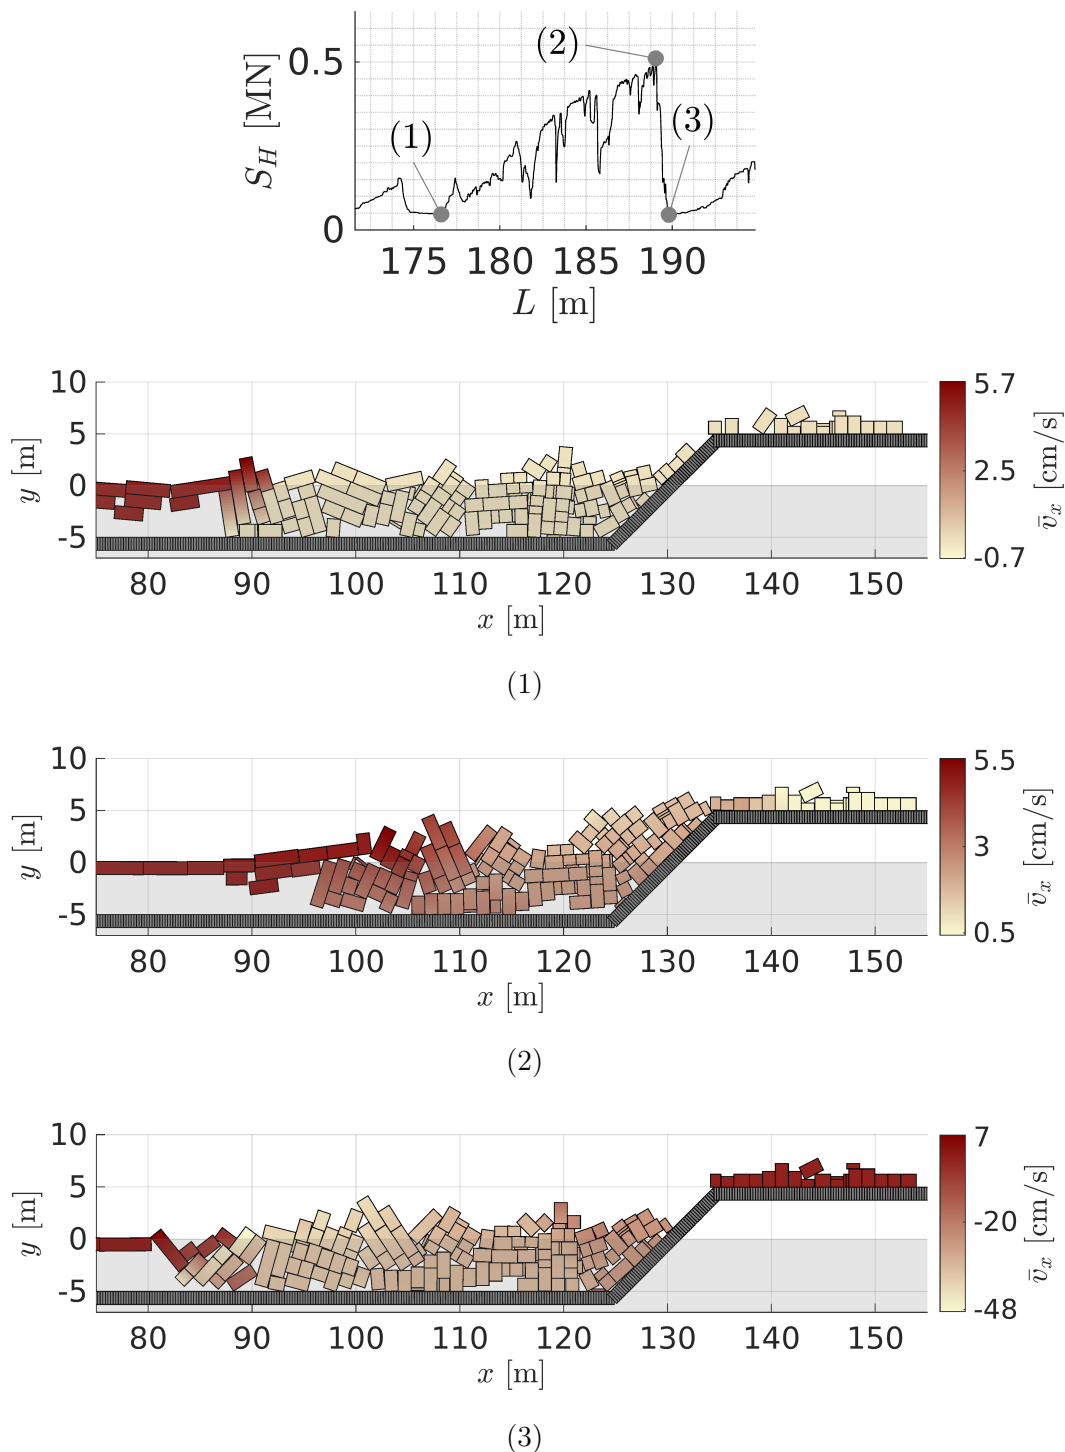 (2)
0.5
(3)
(1)
S_H [MN]
0
175 180 185 190
L [m]
10
5
0
-5
y [m]
80 90 100 110 120 130 140 150
x [m]
5.7
2.5
-0.7
v̄_x [cm/s]
(1)
10
5
0
-5
y [m]
80 90 100 110 120 130 140 150
x [m]
5.5
3
0.5
v̄_x [cm/s]
(2)
10
5
0
-5
y [m]
80 90 100 110 120 130 140 150
x [m]
7
-20
-48
v̄_x [cm/s]
(3)